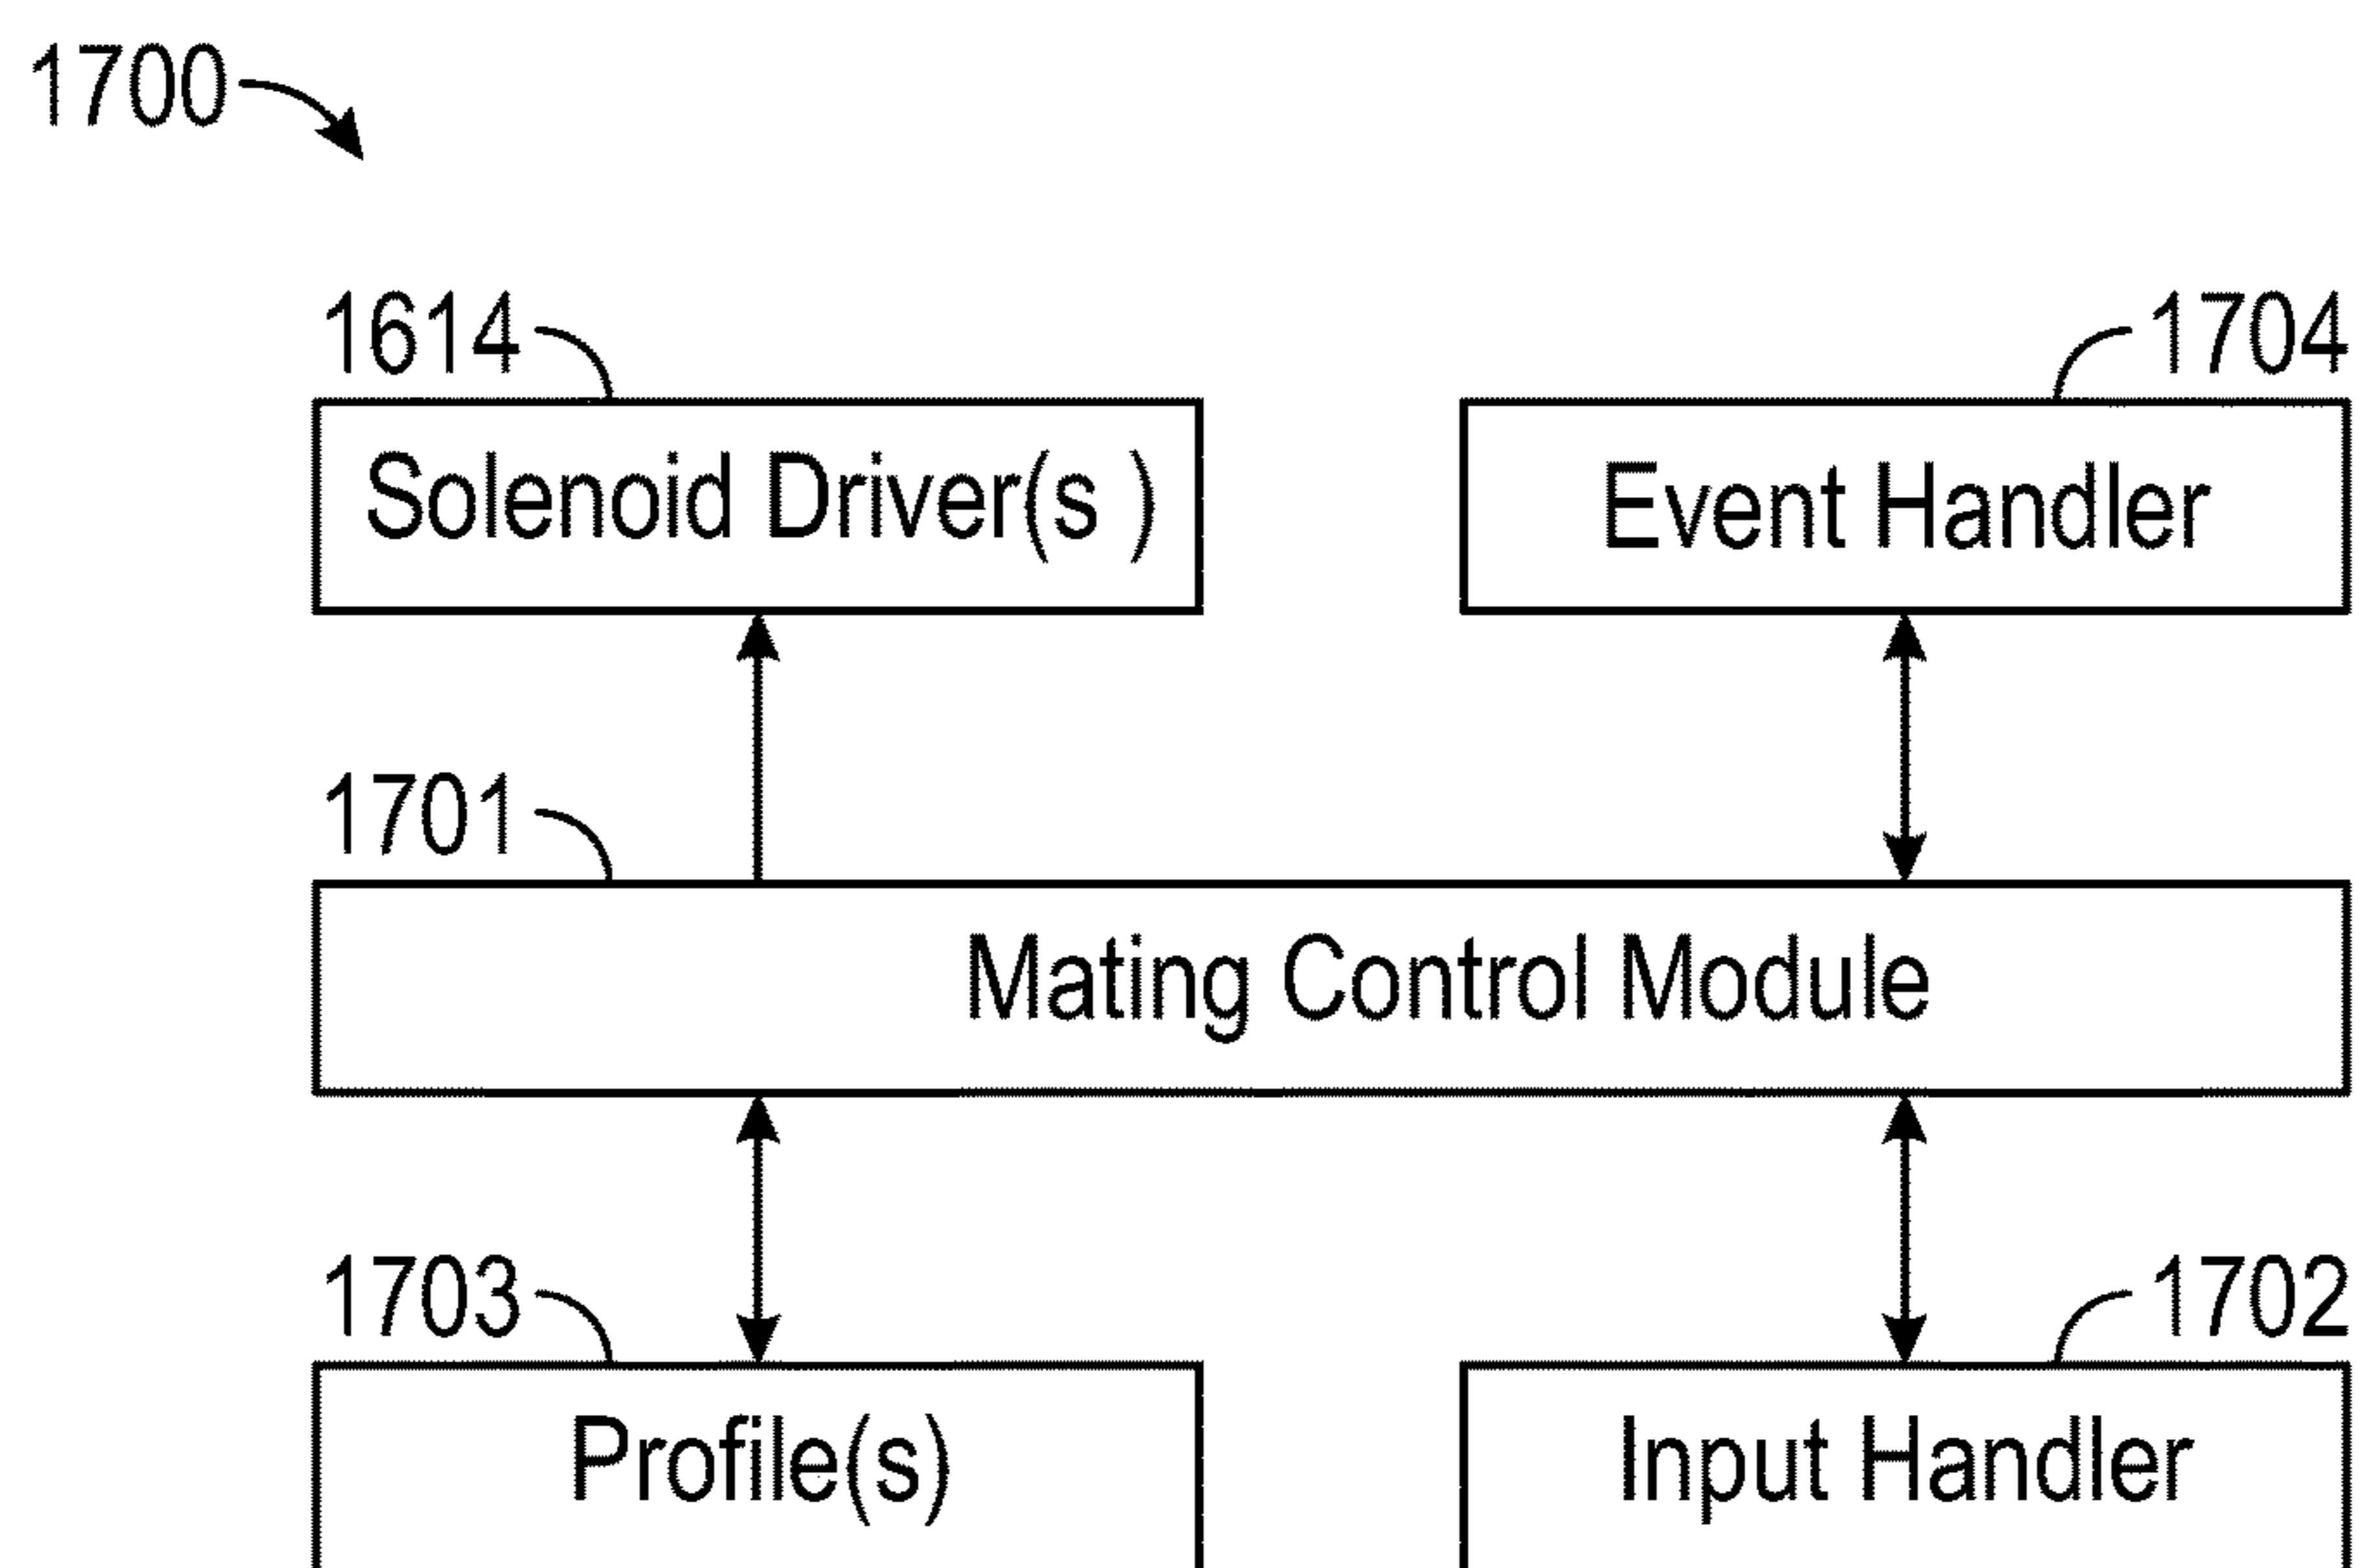 1700
1614
1704
Solenoid Driver(s )
Event Handler
1701
Mating Control Module
1703
1702
Profile(s)
Input Handler